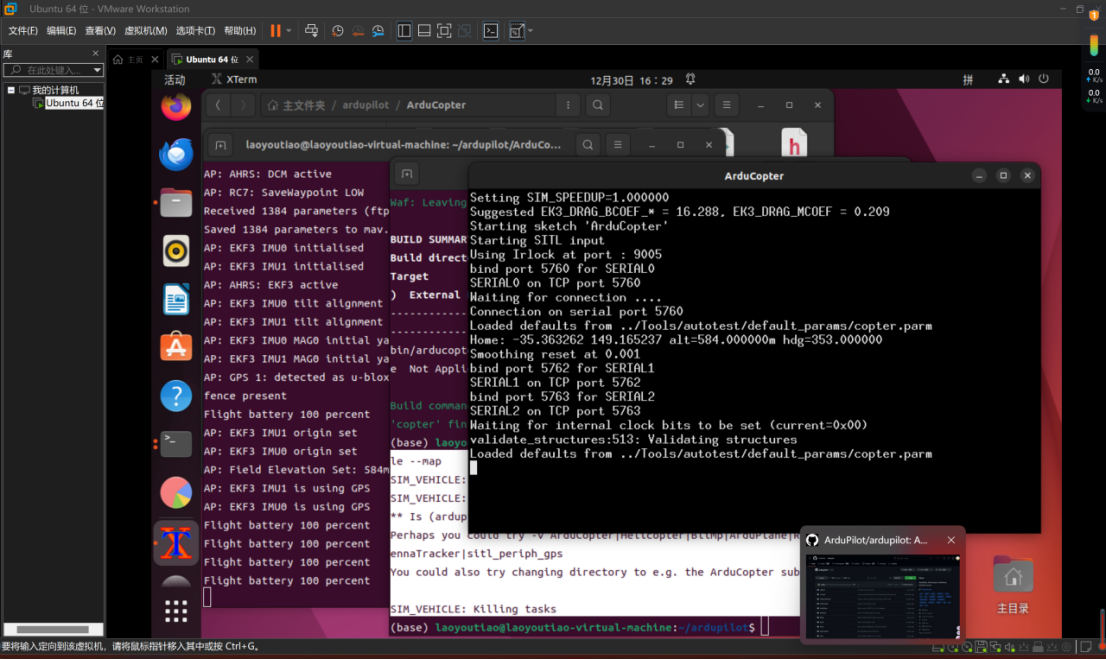 Ubuntu 64 位 - VMware Workstation
文件(F) 编辑(E) 查看(V) 虚拟机(M) 选项卡(T) 帮助(H)
库
在此处键入...
我的计算机
Ubuntu 64 位
主页
Ubuntu 64 位
活动
XTerm
12月30日 16：29
拼
主文件夹 / ardupilot / ArduCopter
laoyoutiao@laoyoutiao-virtual-machine: ~/ardupilot/ArduCo...
AP: AHRS: DCM active
AP: RC7: SaveWaypoint LOW
Received 1384 parameters (ftp
Saved 1384 parameters to mav.
AP: EKF3 IMU0 initialised
AP: EKF3 IMU1 initialised
AP: AHRS: EKF3 active
AP: EKF3 IMU0 tilt alignment
AP: EKF3 IMU1 tilt alignment
AP: EKF3 IMU0 MAG0 initial ya
AP: EKF3 IMU1 MAG0 initial ya
AP: GPS 1: detected as u-blox
fence present
Flight battery 100 percent
AP: EKF3 IMU1 origin set
AP: EKF3 IMU0 origin set
AP: Field Elevation Set: 584m
AP: EKF3 IMU1 is using GPS
AP: EKF3 IMU0 is using GPS
Flight battery 100 percent
Flight battery 100 percent
Flight battery 100 percent
Flight battery 100 percent
Waf: Leaving
BUILD SUMMAR
Build direct
Target
)  External
bin/arducopt
e  Not Appli
Build comman
'copter' fin
(base) laoyo
le --map
SIM_VEHICLE:
SIM_VEHICLE:
** Is (ardup
Perhaps you could try -v ArduCopter|Helicopter|Blimp|ArduPlane|R
ennaTracker|sitl_periph_gps
You could also try changing directory to e.g. the ArduCopter sub
SIM_VEHICLE: Killing tasks
(base) laoyoutiao@laoyoutiao-virtual-machine:~/ardupilot$
h
ArduCopter
Setting SIM_SPEEDUP=1.000000
Suggested EK3_DRAG_BCOEF_* = 16.288, EK3_DRAG_MCOEF = 0.209
Starting sketch 'ArduCopter'
Starting SITL input
Using Irlock at port : 9005
bind port 5760 for SERIAL0
SERIAL0 on TCP port 5760
Waiting for connection ....
Connection on serial port 5760
Loaded defaults from ../Tools/autotest/default_params/copter.parm
Home: -35.363262 149.165237 alt=584.000000m hdg=353.000000
Smoothing reset at 0.001
bind port 5762 for SERIAL1
SERIAL1 on TCP port 5762
bind port 5763 for SERIAL2
SERIAL2 on TCP port 5763
Waiting for internal clock bits to be set (current=0x00)
validate_structures:513: Validating structures
Loaded defaults from ../Tools/autotest/default_params/copter.parm
ArduPilot/ardupilot: A...
主目录
0.0
K/s
0.0
K/s
要将输入定向到该虚拟机，请将鼠标指针移入其中或按 Ctrl+G。